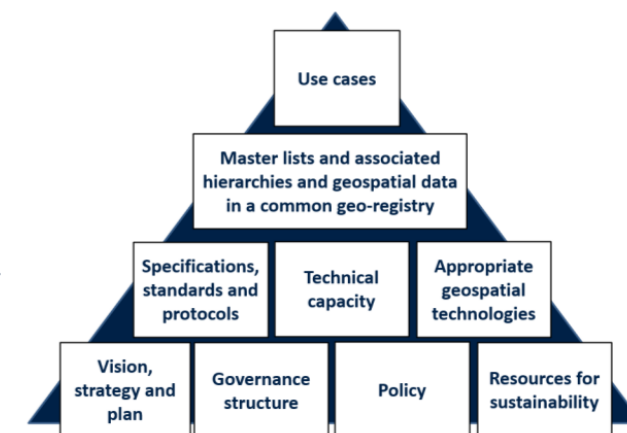 Use cases
Master lists and associated
hierarchies and geospatial data
in a common geo-registry
Specifications,
standards and
protocols
Technical
capacity
Appropriate
geospatial
technologies
Vision,
strategy and
plan
Governance
structure
Policy
Resources for
sustainability